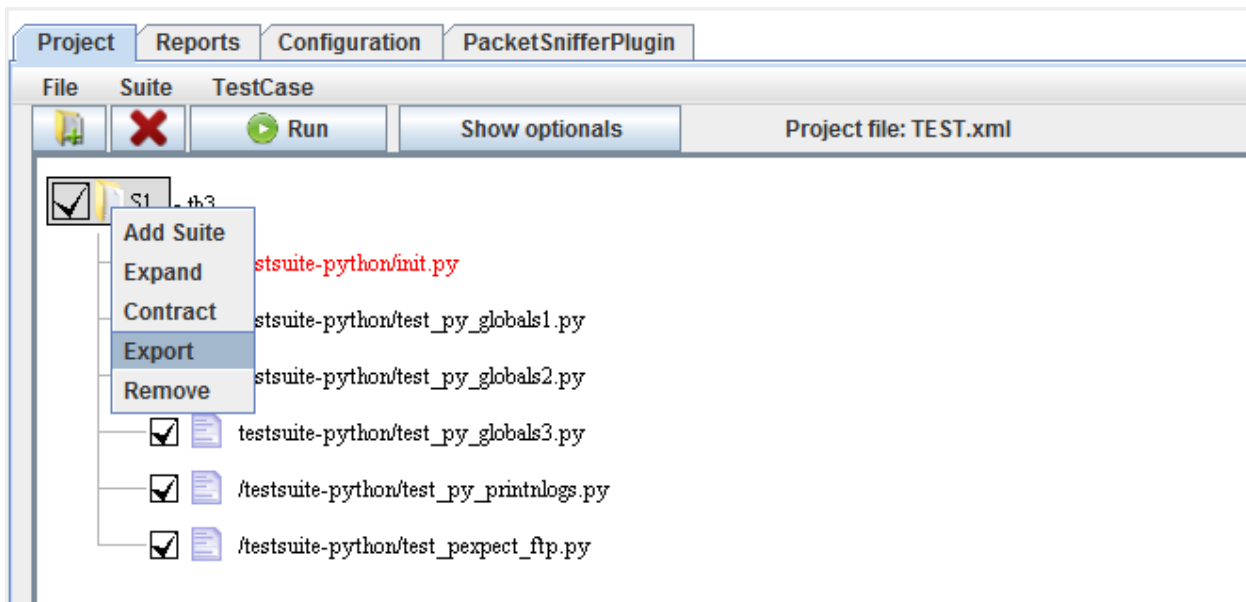 Project Reports Configuration PacketSnifferPlugin
File Suite TestCase
Run Show optionals Project file: TEST.xml
S1 - tb3
Add Suite
stsuite-python/init.py
Expand
Contract
stsuite-python/test_py_globals1.py
Export
stsuite-python/test_py_globals2.py
Remove
testsuite-python/test_py_globals3.py
/testsuite-python/test_py_printnlogs.py
/testsuite-python/test_pexpect_ftp.py